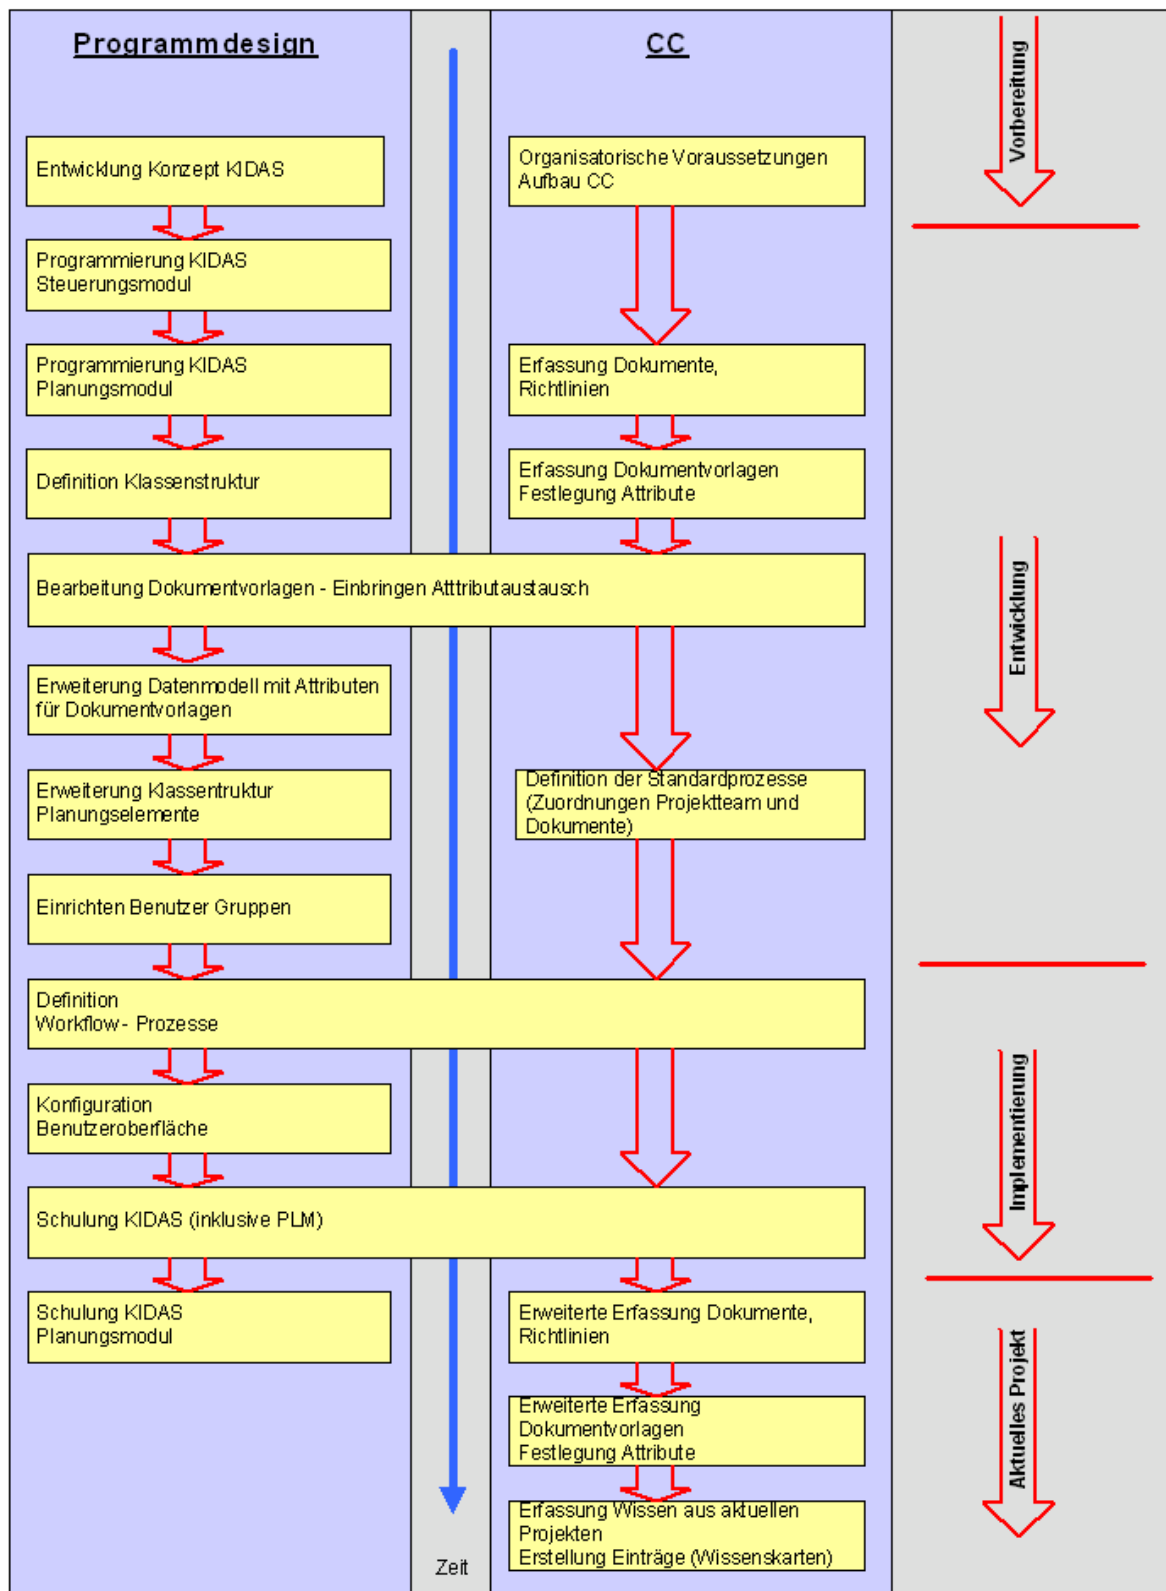 Programmdesign
CC
Vorbereitung
Entwicklung Konzept KIDAS
Organisatorische Voraussetzungen
Aufbau CC
Programmierung KIDAS
Steuerungsmodul
Programmierung KIDAS
Planungsmodul
Erfassung Dokumente,
Richtlinien
Definition Klassenstruktur
Erfassung Dokumentvorlagen
Festlegung Attribute
Bearbeitung Dokumentvorlagen - Einbringen Atttributaustausch
Entwicklung
Erweiterung Datenmodell mit Attributen
für Dokumentvorlagen
Erweiterung Klassentruktur
Planungselemente
Definition der Standardprozesse
(Zuordnungen Projektteam und
Dokumente)
Einrichten Benutzer Gruppen
Definition
Workflow - Prozesse
Konfiguration
Benutzeroberfläche
Implementierung
Schulung KIDAS (inklusive PLM)
Schulung KIDAS
Planungsmodul
Erweiterte Erfassung Dokumente,
Richtlinien
Aktuelles Projekt
Erweiterte Erfassung
Dokumentvorlagen
Festlegung Attribute
Erfassung Wissen aus aktuellen
Projekten
Erstellung Einträge (Wissenskarten)
Zeit